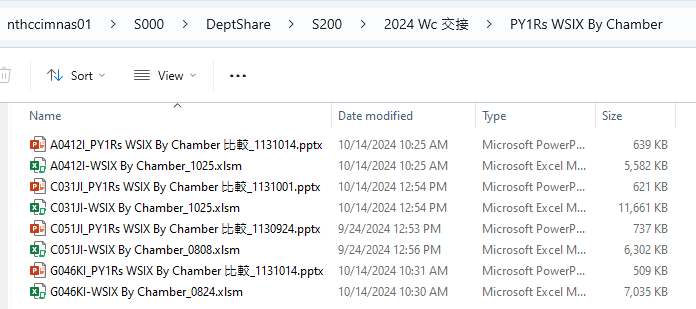 nthccimnas01 > S000 > DeptShare > S200 > 2024 Wc 交接 > PY1Rs WSIX By Chamber
Sort View ...
Name Date modified Type Size
A0412I_PY1Rs WSIX By Chamber 比較_1131014.pptx 10/14/2024 10:25 AM Microsoft PowerP... 639 KB
A0412I-WSIX By Chamber_1025.xlsm 10/14/2024 10:25 AM Microsoft Excel M... 5,582 KB
C031JI_PY1Rs WSIX By Chamber 比較_1131001.pptx 10/14/2024 12:54 PM Microsoft PowerP... 621 KB
C031JI-WSIX By Chamber_1025.xlsm 10/14/2024 12:54 PM Microsoft Excel M... 11,661 KB
C051JI_PY1Rs WSIX By Chamber 比較_1130924.pptx 9/24/2024 12:53 PM Microsoft PowerP... 737 KB
C051JI-WSIX By Chamber_0808.xlsm 9/24/2024 12:56 PM Microsoft Excel M... 6,302 KB
G046KI_PY1Rs WSIX By Chamber 比較_1131014.pptx 10/14/2024 10:31 AM Microsoft PowerP... 509 KB
G046KI-WSIX By Chamber_0824.xlsm 10/14/2024 10:30 AM Microsoft Excel M... 7,035 KB